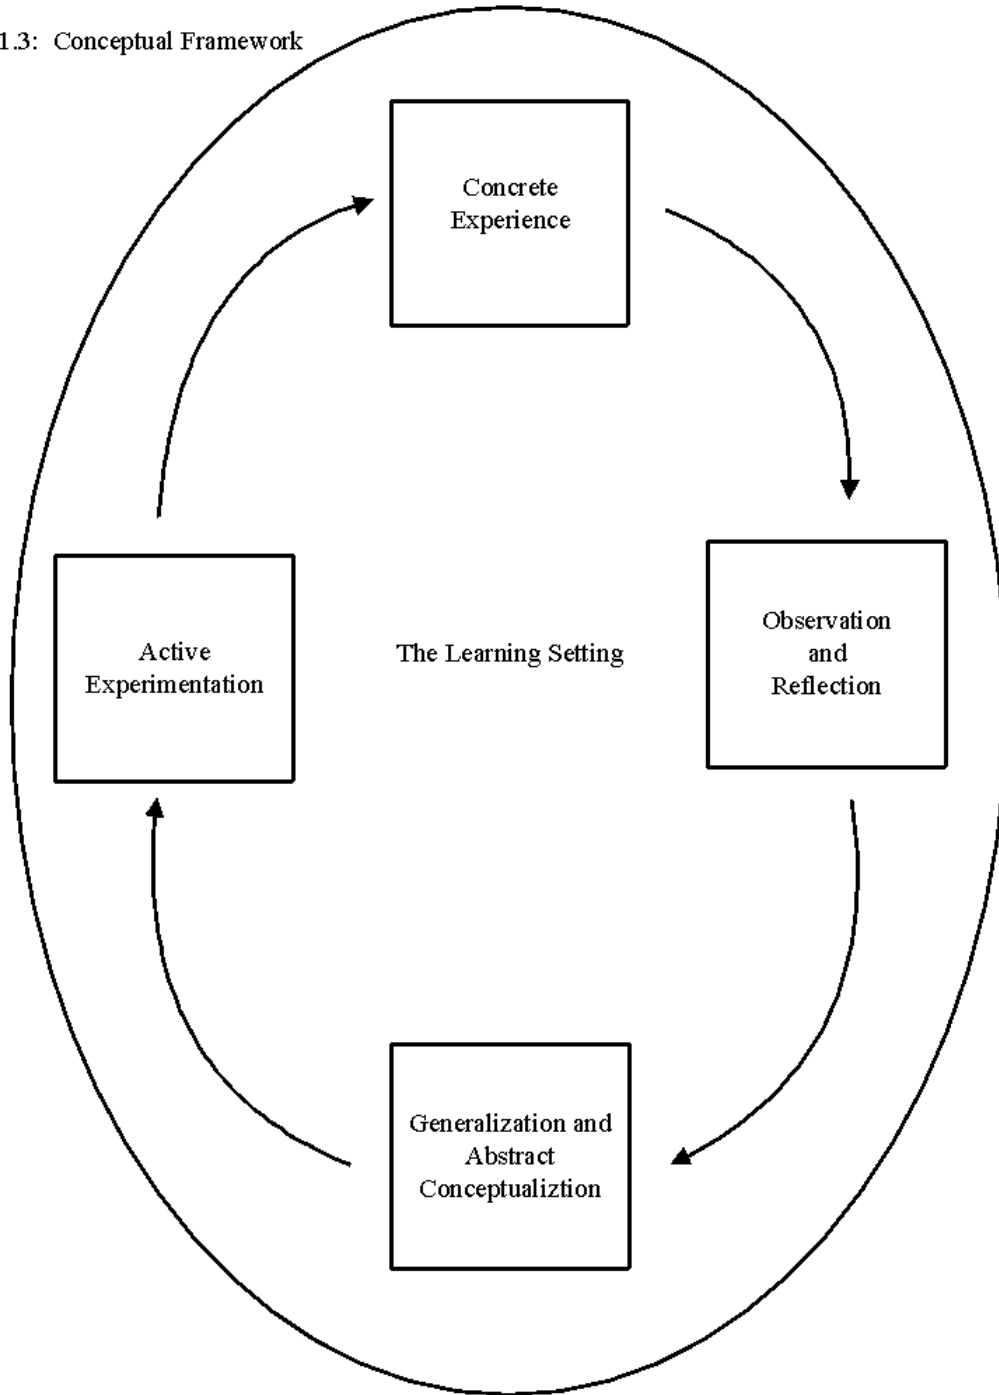 1.3: Conceptual Framework
Concrete
Experience
Active
Experimentation
The Learning Setting
Observation
and
Reflection
Generalization and
Abstract
Conceptualiztion